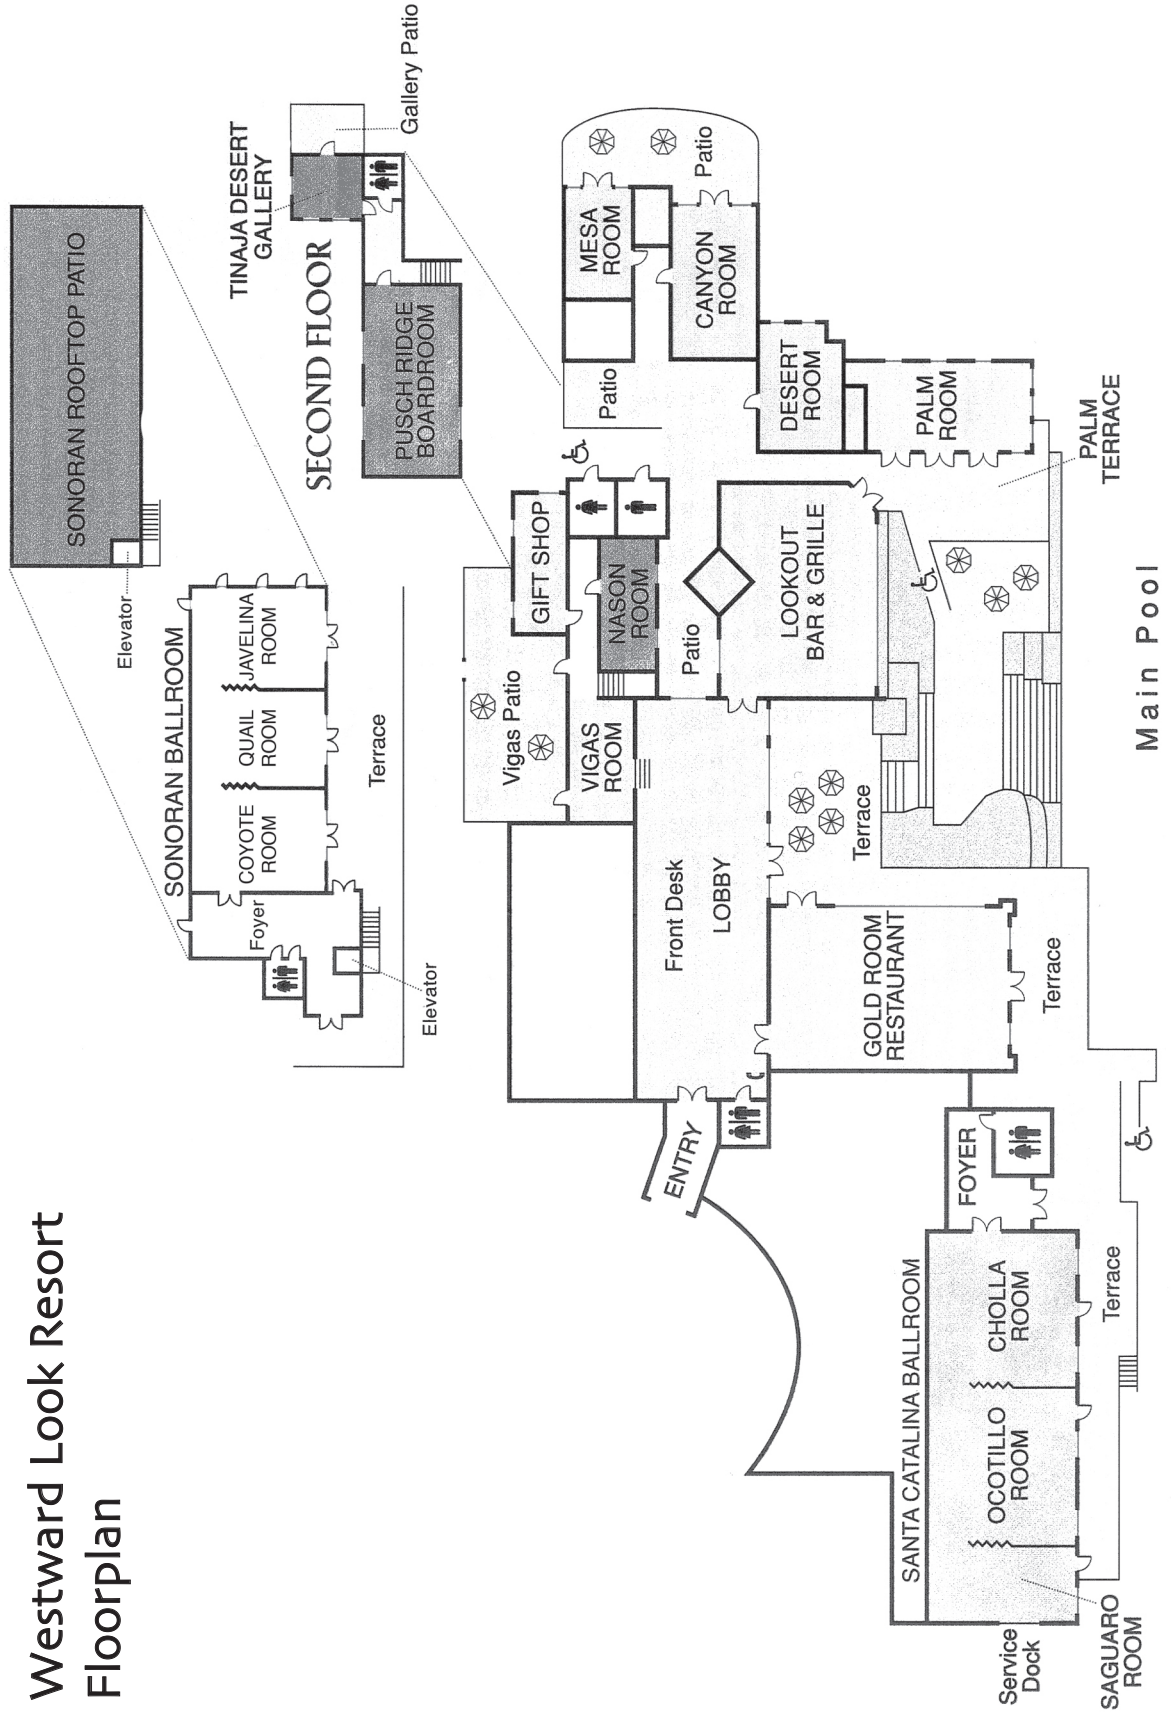 Westward Look Resort
Floorplan
SONORAN ROOFTOP PATIO
Elevator
SONORAN BALLROOM
COYOTE
ROOM
QUAIL
ROOM
JAVELINA
ROOM
Foyer
Terrace
Elevator
TINAJA DESERT
GALLERY
Gallery Patio
SECOND FLOOR
PUSCH RIDGE
BOARDROOM
Vigas Patio
GIFT SHOP
VIGAS
ROOM
NASON
ROOM
Patio
Patio
MESA
ROOM
CANYON
ROOM
Patio
DESERT
ROOM
PALM
ROOM
PALM
TERRACE
LOOKOUT
BAR & GRILLE
Front Desk
LOBBY
Terrace
ENTRY
GOLD ROOM
RESTAURANT
Terrace
Main Pool
FOYER
SANTA CATALINA BALLROOM
CHOLLA
ROOM
OCOTILLO
ROOM
Terrace
SAGUARO
ROOM
Service
Dock